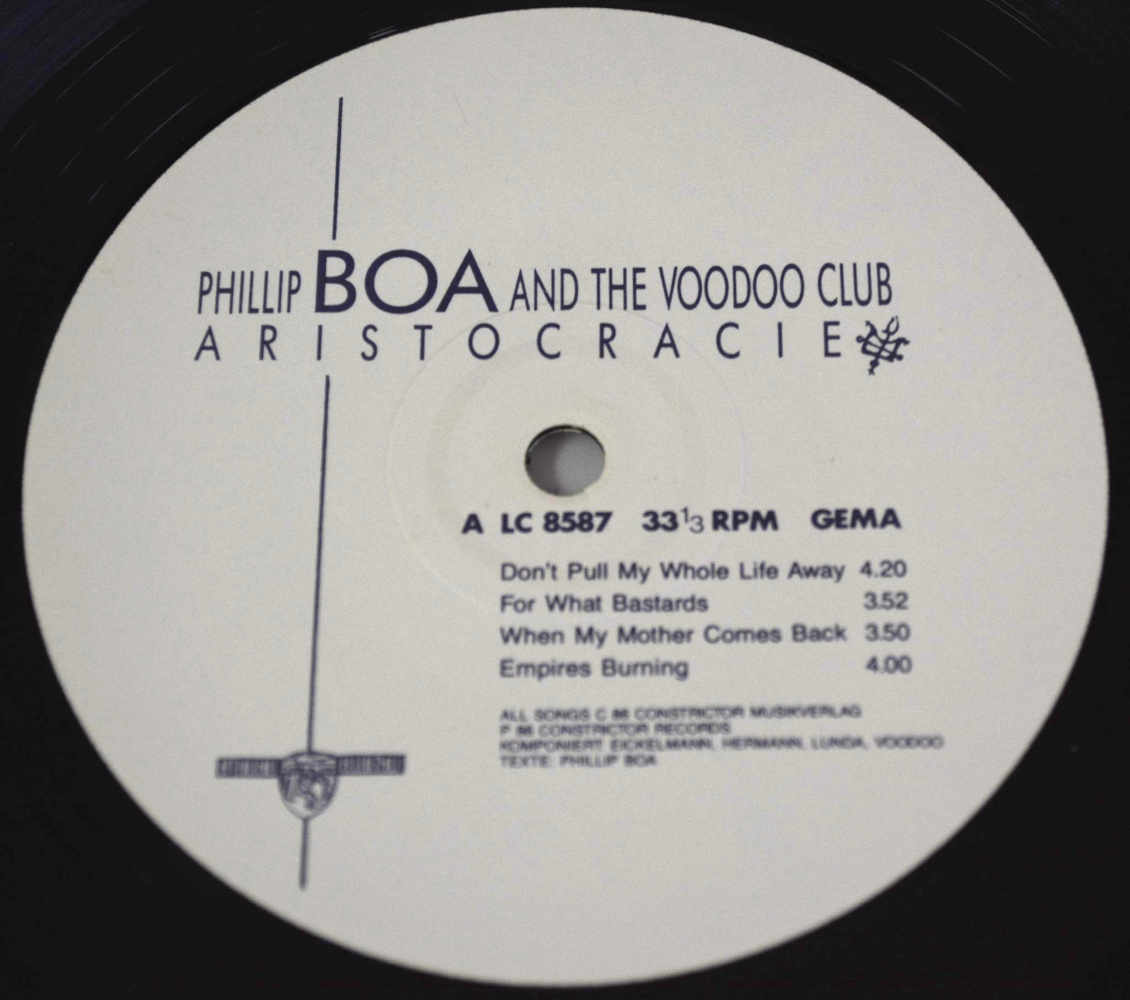 PHILLIP BOA AND THE VOODOO CLUB
ARISTOCRACIE
A LC 8587 33 1/3 RPM GEMA
Don't Pull My Whole Life Away 4.20
For What Bastards 3.52
When My Mother Comes Back 3.50
Empires Burning 4.00
ALL SONGS C 86 CONSTRICTOR MUSIKVERLAG
P 86 CONSTRICTOR RECORDS
KOMPONIERT: EICKELMANN, HERMANN, LUNDA, VOODOO
TEXTE: PHILLIP BOA